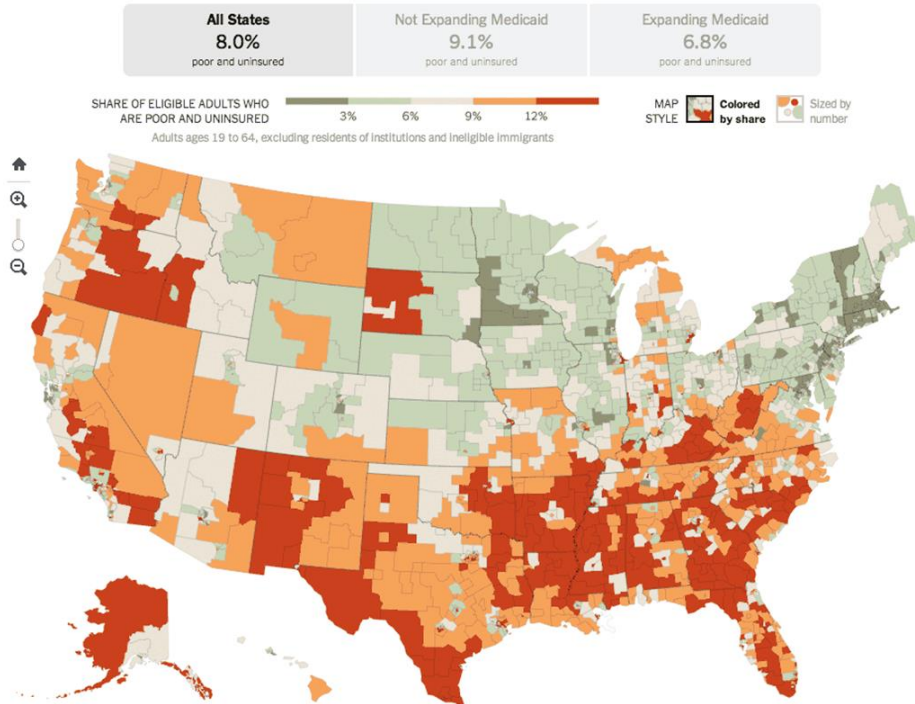 All States
8.0%
poor and uninsured
Not Expanding Medicaid
9.1%
poor and uninsured
Expanding Medicaid
6.8%
poor and uninsured
SHARE OF ELIGIBLE ADULTS WHO
ARE POOR AND UNINSURED
3%
6%
9%
12%
MAP
STYLE
Colored
by share
Sized by
number
Adults ages 19 to 64, excluding residents of institutions and ineligible immigrants